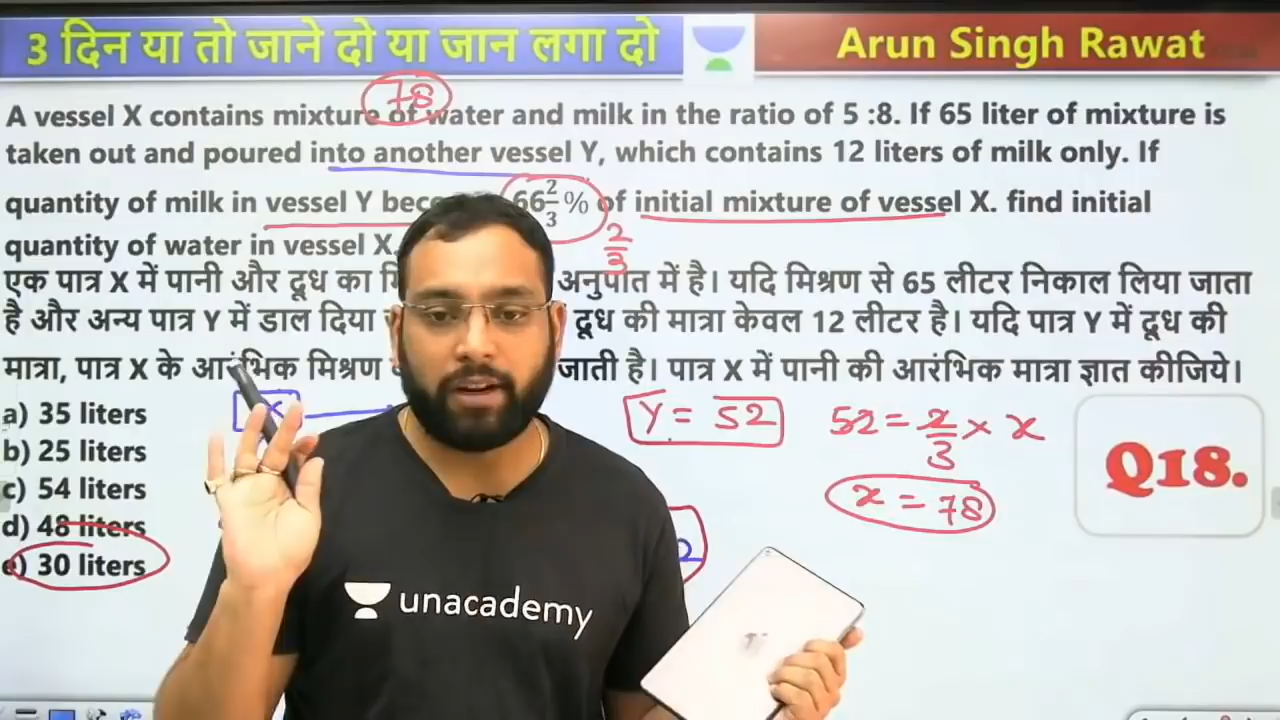 3 दिन या तो जाने दो या जान लगा दो
Arun Singh Rawat
78
A vessel X contains mixture of water and milk in the ratio of 5 :8. If 65 liter of mixture is
taken out and poured into another vessel Y, which contains 12 liters of milk only. If
quantity of milk in vessel Y 66 2/3 % of initial mixture of vessel X. find initial
quantity of water in vessel X.
2/3
एक पात्र X में पानी और दूध का अनुपात में है। यदि मिश्रण से 65 लीटर निकाल लिया जाता
है और अन्य पात्र Y में डाल दिया दूध की मात्रा केवल 12 लीटर है। यदि पात्र Y में दूध की
मात्रा, पात्र X के आरंभिक मिश्रण जाती है। पात्र X में पानी की आरंभिक मात्रा ज्ञात कीजिये।
a) 35 liters
b) 25 liters
c) 54 liters
d) 48 liters
e) 30 liters
Y = 52
52 = 2/3 × x
x = 78
Q18.
unacademy